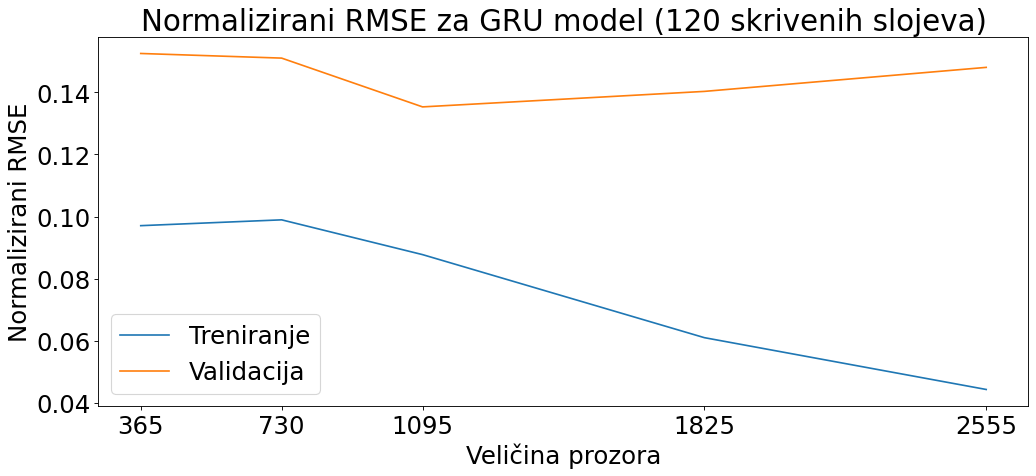 Normalizirani RMSE za GRU model (120 skrivenih slojeva)
Normalizirani RMSE
0.14
0.12
0.10
0.08
0.06
0.04
Treniranje
Validacija
365 730 1095 1825 2555
Veličina prozora